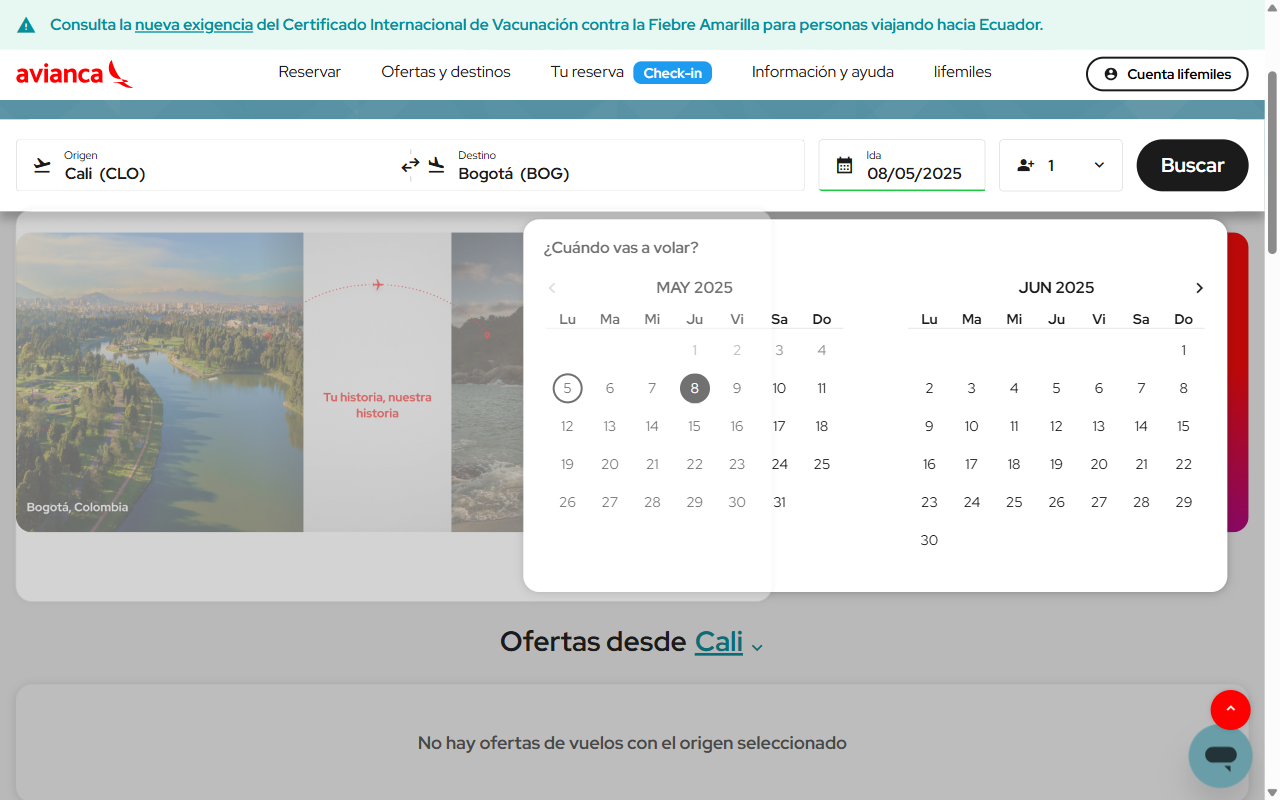 Consulta la nueva exigencia del Certificado Internacional de Vacunación contra la Fiebre Amarilla para personas viajando hacia Ecuador.
avianca
Reservar
Ofertas y destinos
Tu reserva
Check-in
Información y ayuda
lifemiles
Cuenta lifemiles
Origen
Cali (CLO)
Destino
Bogotá (BOG)
Ida
08/05/2025
1
Buscar
¿Cuándo vas a volar?
MAY 2025
Lu Ma Mi Ju Vi Sa Do
1 2 3 4
5 6 7 8 9 10 11
12 13 14 15 16 17 18
19 20 21 22 23 24 25
26 27 28 29 30 31
JUN 2025
Lu Ma Mi Ju Vi Sa Do
1
2 3 4 5 6 7 8
9 10 11 12 13 14 15
16 17 18 19 20 21 22
23 24 25 26 27 28 29
30
Tu historia, nuestra
historia
Bogotá, Colombia
Ofertas desde Cali
No hay ofertas de vuelos con el origen seleccionado